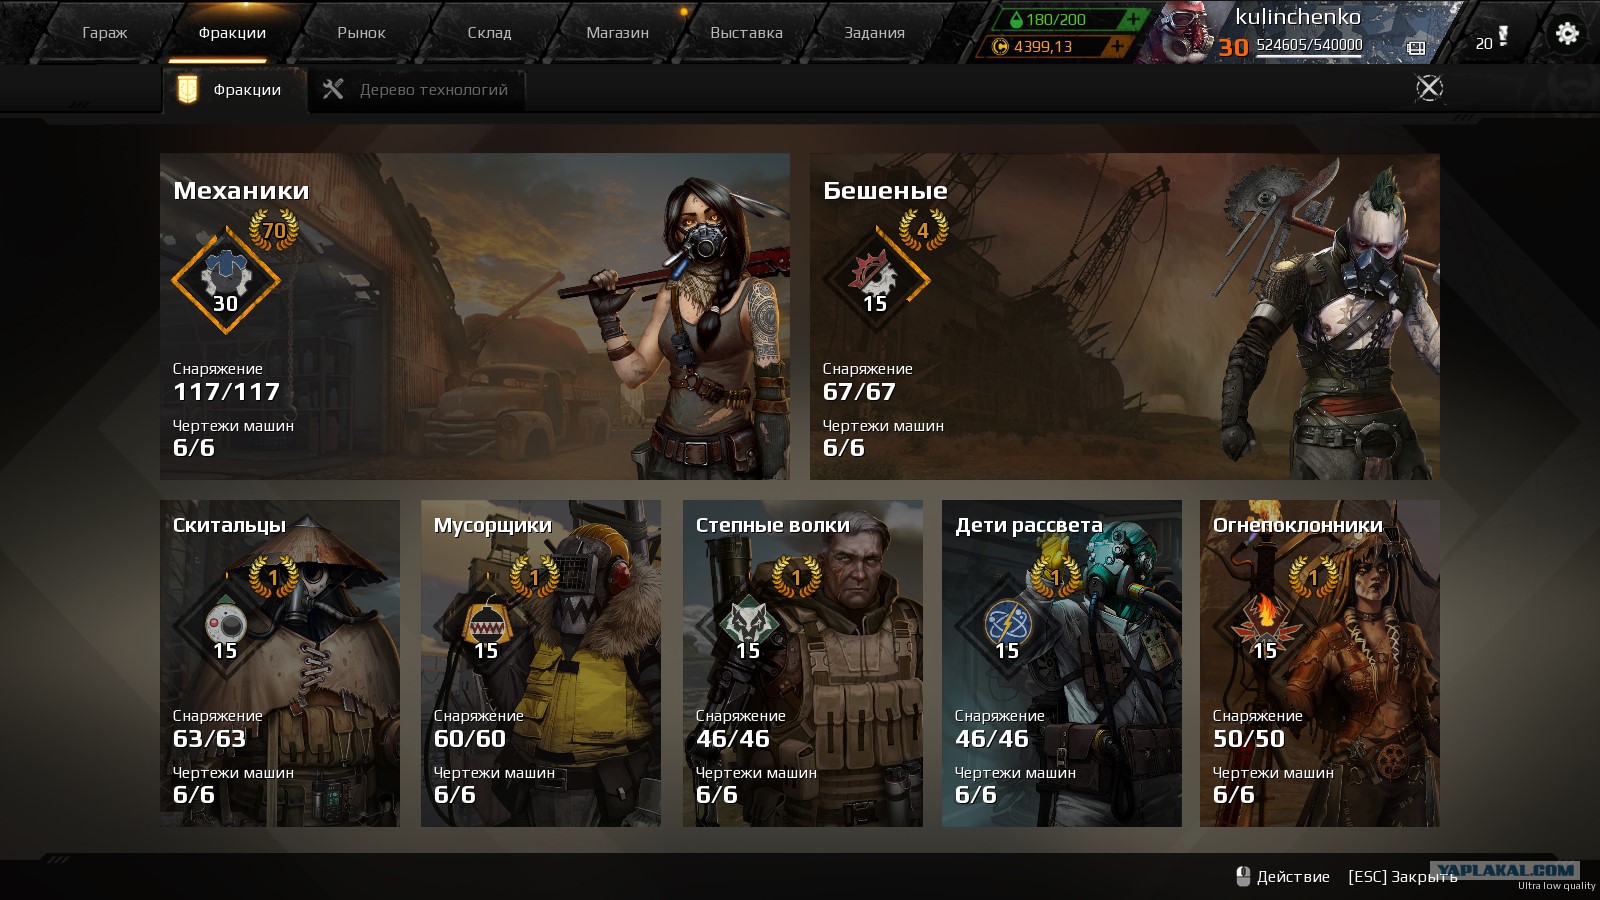 Гараж
Фракции
Рынок
Склад
Магазин
Выставка
Задания
180/200
4399,13
kulinchenko
30 524605/540000
20
Фракции
Дерево технологий
Механики
70
30
Снаряжение
117/117
Чертежи машин
6/6
Бешеные
4
15
Снаряжение
67/67
Чертежи машин
6/6
Скитальцы
1
15
Снаряжение
63/63
Чертежи машин
6/6
Мусорщики
1
15
Снаряжение
60/60
Чертежи машин
6/6
Степные волки
1
15
Снаряжение
46/46
Чертежи машин
6/6
Дети рассвета
1
15
Снаряжение
46/46
Чертежи машин
6/6
Огнепоклонники
1
15
Снаряжение
50/50
Чертежи машин
6/6
Действие
[ESC] Закрыть
YAPLAKAL.COM
Ultra low quality